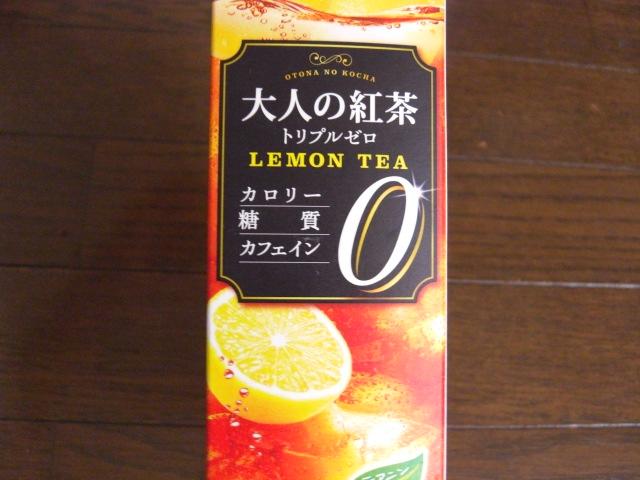 OTONA NO KOCHA
大人の紅茶
トリプルゼロ
LEMON TEA
カロリー
糖質
カフェイン
0